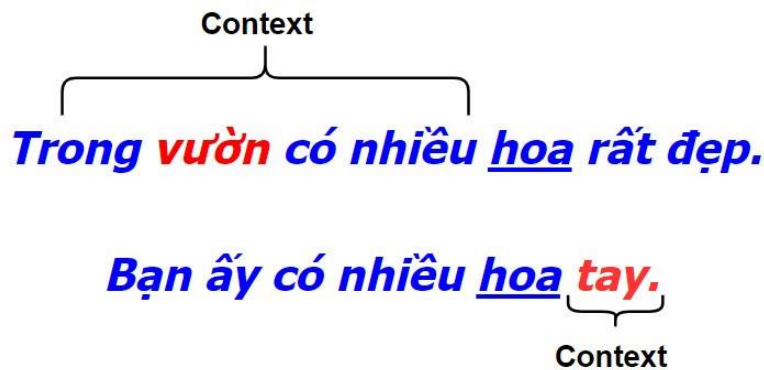 Context
Trong vườn có nhiều hoa rất đẹp.
Bạn ấy có nhiều hoa tay.
Context